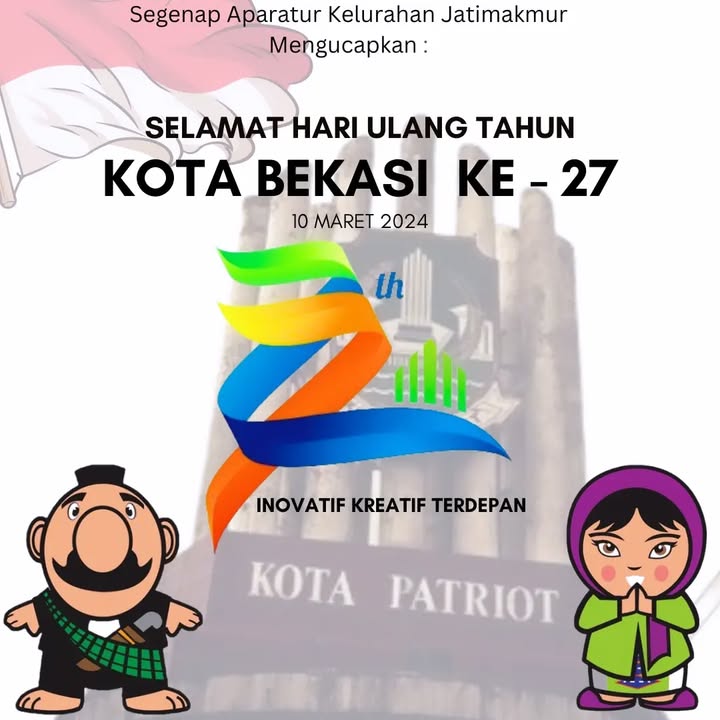 Segenap Aparatur Kelurahan Jatimakmur
Mengucapkan :
SELAMAT HARI ULANG TAHUN
KOTA BEKASI KE - 27
10 MARET 2024
th
INOVATIF KREATIF TERDEPAN
KOTA PATRIOT